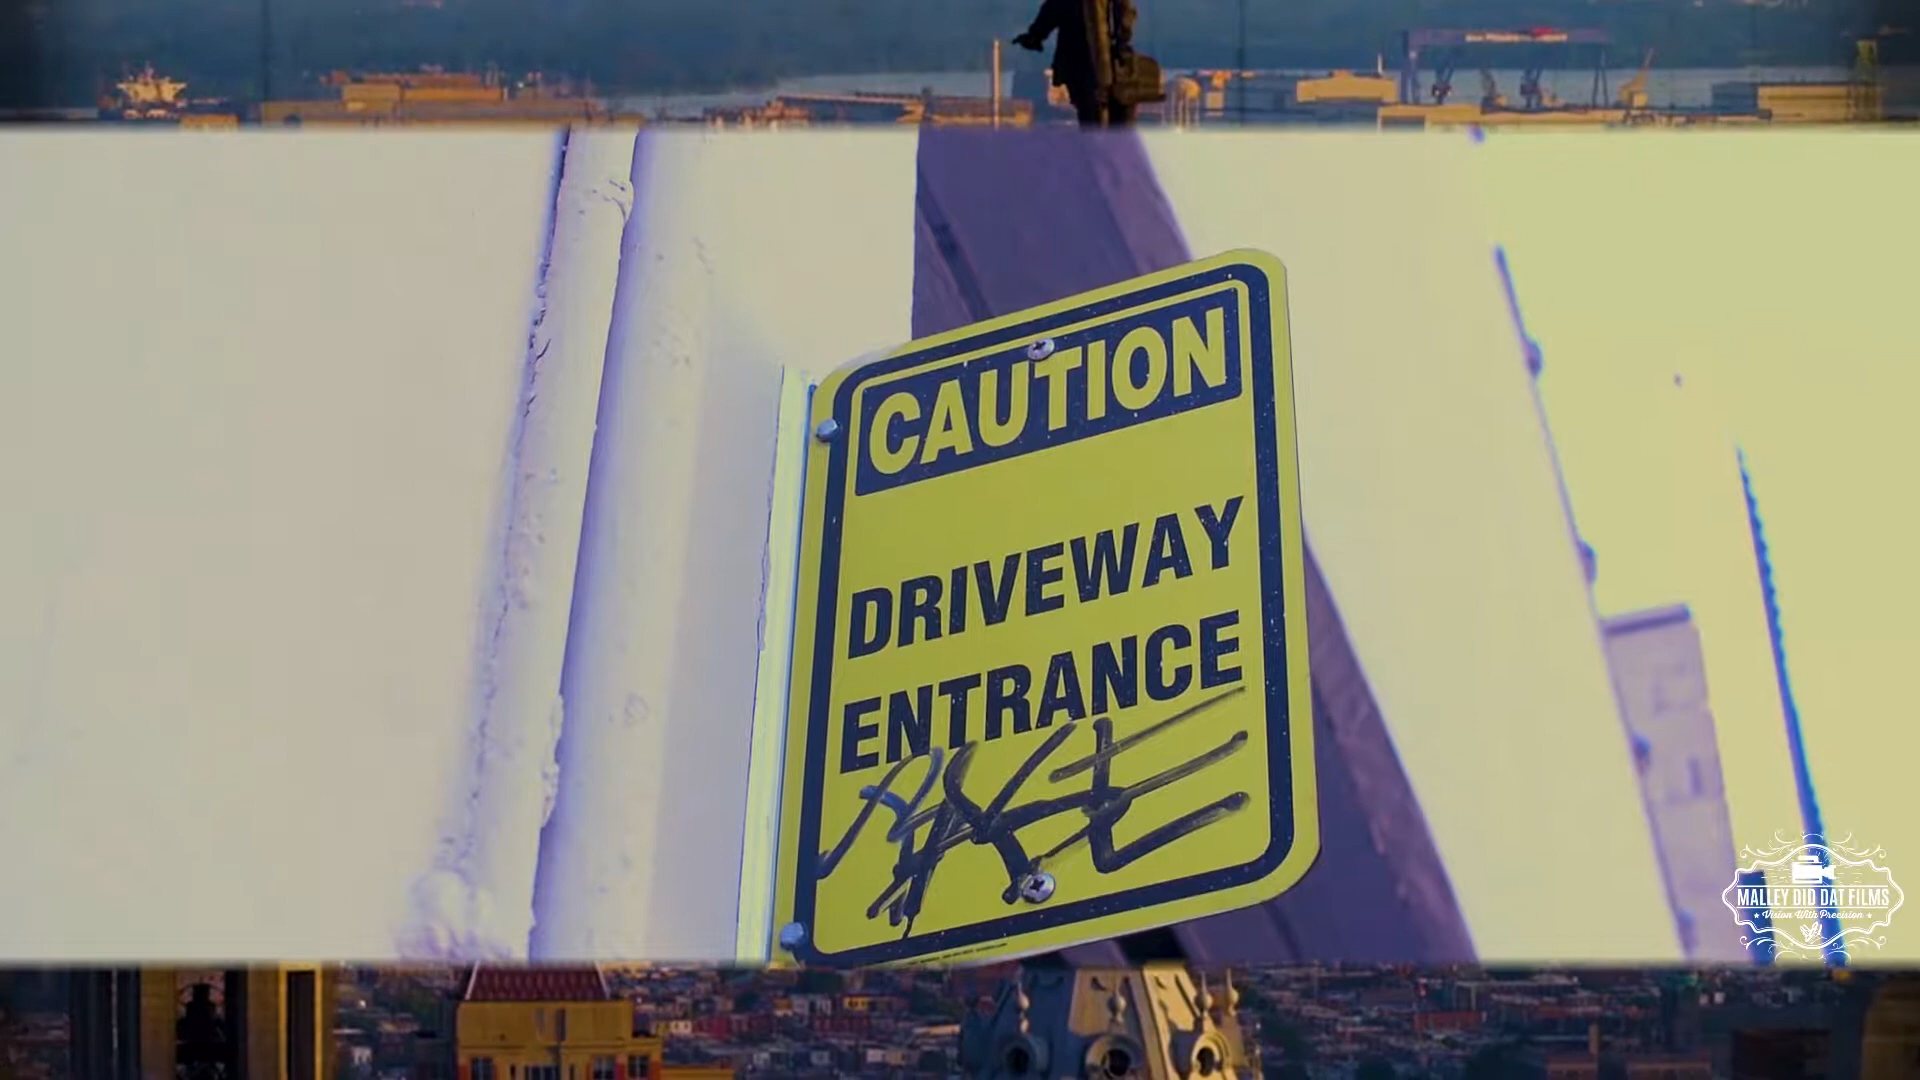 CAUTION
DRIVEWAY
ENTRANCE
MALLEY DID DAT FILMS
Vision With Precision